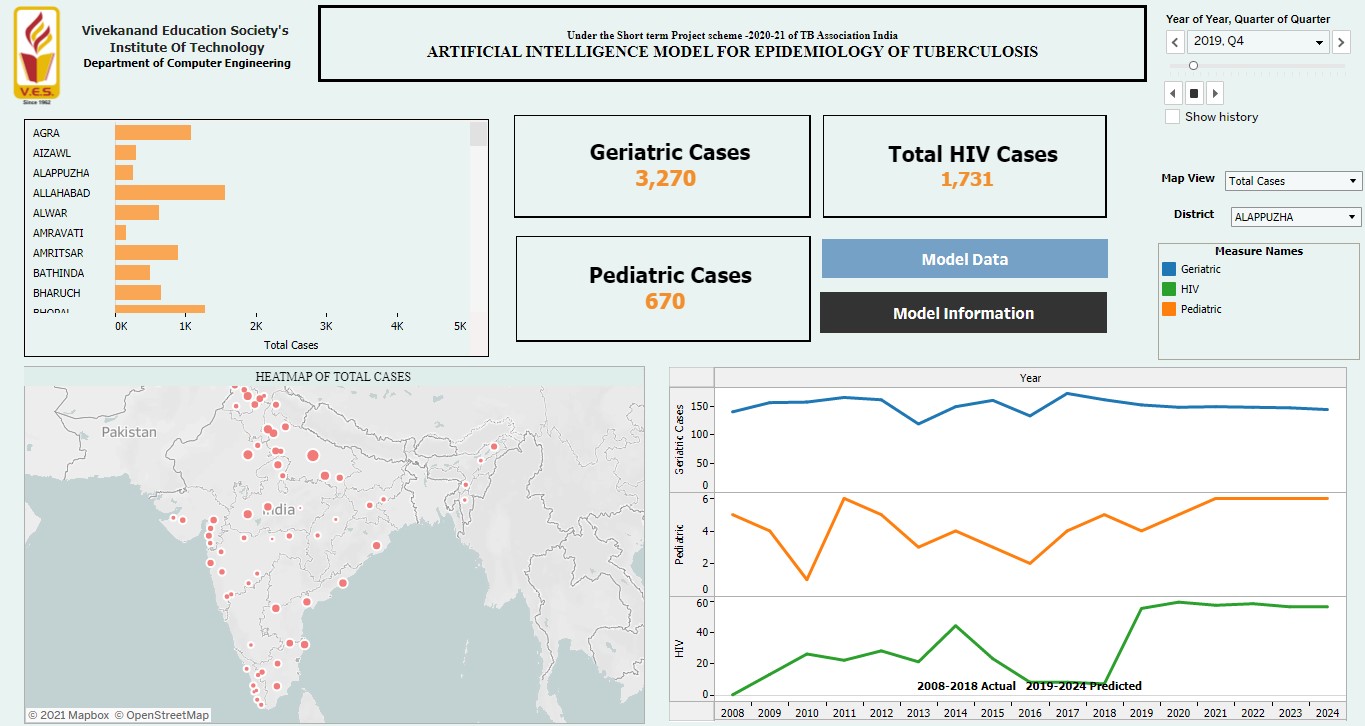 V.E.S.
Since 1962
Vivekanand Education Society's
Institute Of Technology
Department of Computer Engineering
Under the Short term Project scheme -2020-21 of TB Association India
ARTIFICIAL INTELLIGENCE MODEL FOR EPIDEMIOLOGY OF TUBERCULOSIS
Year of Year, Quarter of Quarter
2019, Q4
Show history
Map View
Total Cases
District
ALAPPUZHA
Measure Names
Geriatric
HIV
Pediatric
AGRA
AIZAWL
ALAPPUZHA
ALLAHABAD
ALWAR
AMRAVATI
AMRITSAR
BATHINDA
BHARUCH
BHOPAL
0K 1K 2K 3K 4K 5K
Total Cases
Geriatric Cases
3,270
Total HIV Cases
1,731
Pediatric Cases
670
Model Data
Model Information
HEATMAP OF TOTAL CASES
Pakistan
India
© 2021 Mapbox © OpenStreetMap
Year
Geriatric Cases
150
100
50
0
Pediatric
6
4
2
0
HIV
60
40
20
0
2008-2018 Actual 2019-2024 Predicted
2008 2009 2010 2011 2012 2013 2014 2015 2016 2017 2018 2019 2020 2021 2022 2023 2024